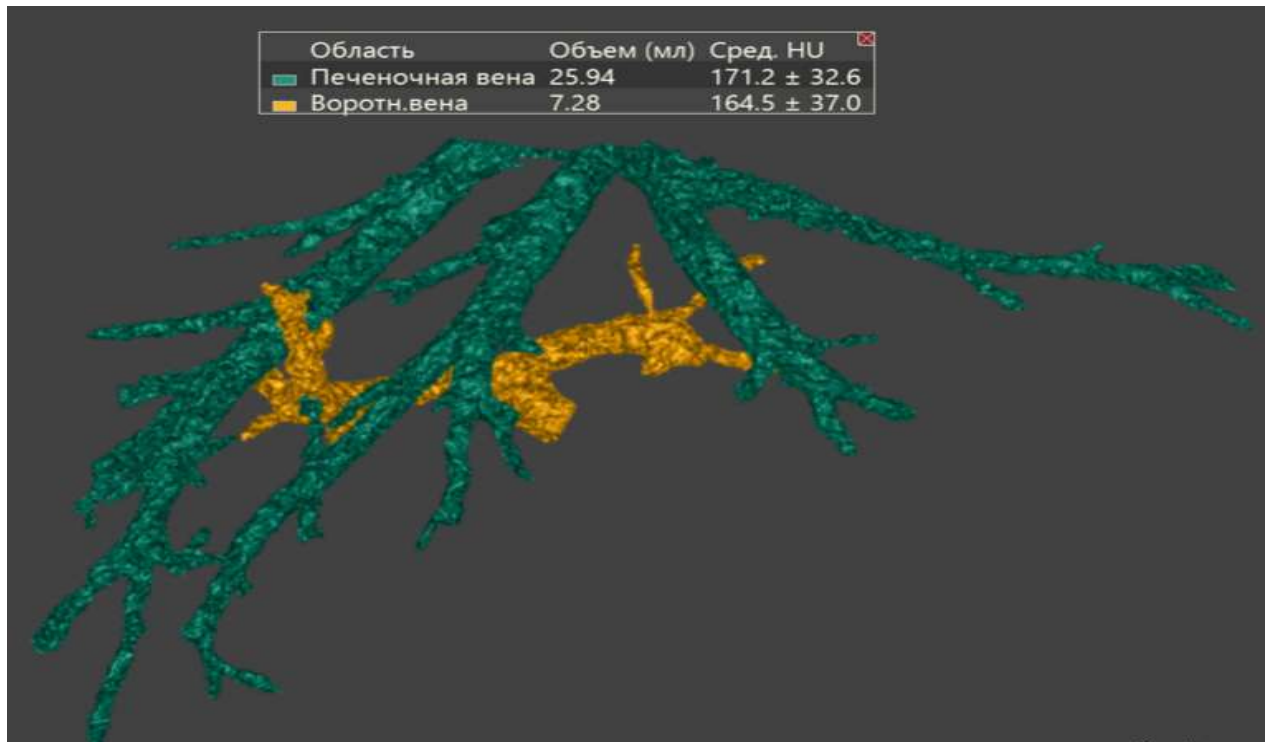 Область Объем (мл) Сред. HU
Печеночная вена 25.94 171.2 ± 32.6
Воротн.вена 7.28 164.5 ± 37.0